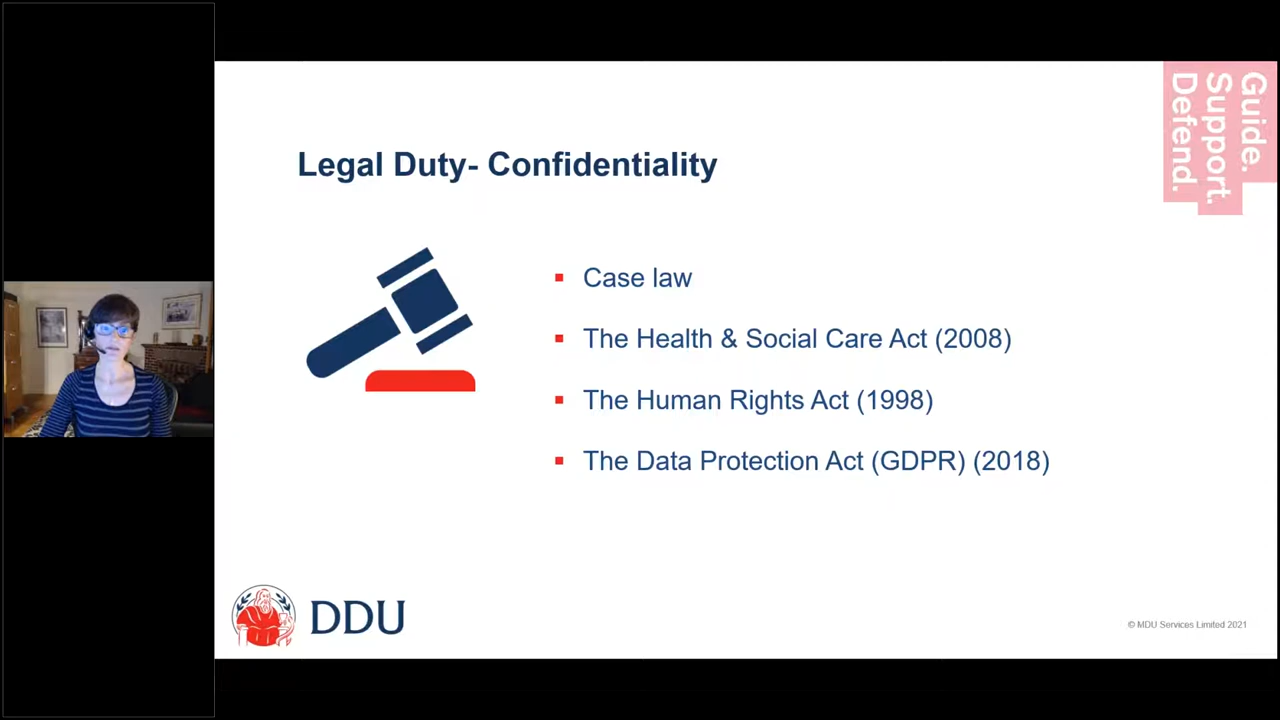 Guide.
Support.
Defend.
Legal Duty- Confidentiality
Case law
The Health & Social Care Act (2008)
The Human Rights Act (1998)
The Data Protection Act (GDPR) (2018)
DDU
© MDU Services Limited 2021